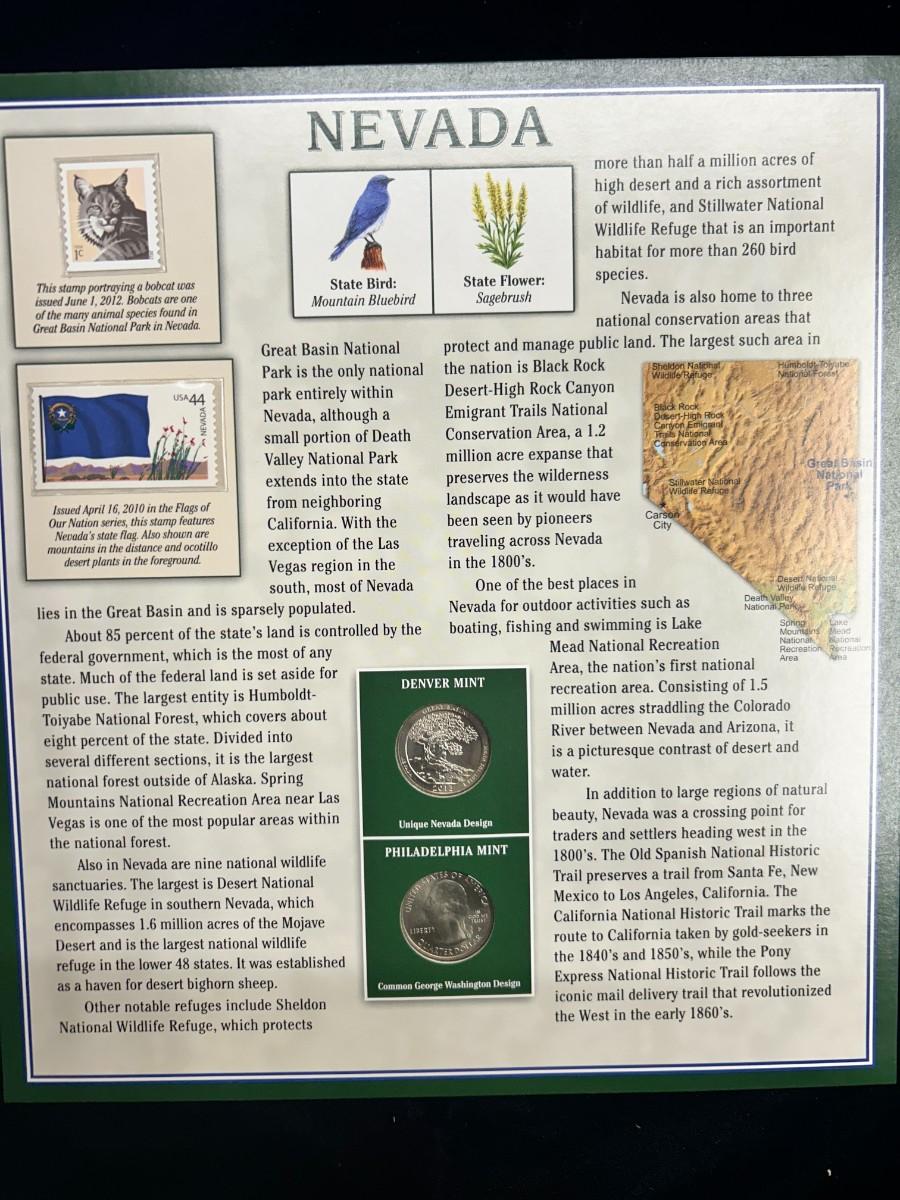 NEVADA
1c
This stamp portraying a bobcat was
issued June 1, 2012. Bobcats are one
of the many animal species found in
Great Basin National Park in Nevada.
USA 44
NEVADA
Issued April 16, 2010 in the Flags of
Our Nation series, this stamp features
Nevada's state flag. Also shown are
mountains in the distance and ocotillo
desert plants in the foreground.
State Bird:
Mountain Bluebird
State Flower:
Sagebrush
Great Basin National
Park is the only national
park entirely within
Nevada, although a
small portion of Death
Valley National Park
extends into the state
from neighboring
California. With the
exception of the Las
Vegas region in the
south, most of Nevada
lies in the Great Basin and is sparsely populated.
About 85 percent of the state's land is controlled by the
federal government, which is the most of any
state. Much of the federal land is set aside for
public use. The largest entity is Humboldt-
Toiyabe National Forest, which covers about
eight percent of the state. Divided into
several different sections, it is the largest
national forest outside of Alaska. Spring
Mountains National Recreation Area near Las
Vegas is one of the most popular areas within
the national forest.
Also in Nevada are nine national wildlife
sanctuaries. The largest is Desert National
Wildlife Refuge in southern Nevada, which
encompasses 1.6 million acres of the Mojave
Desert and is the largest national wildlife
refuge in the lower 48 states. It was established
as a haven for desert bighorn sheep.
Other notable refuges include Sheldon
National Wildlife Refuge, which protects
more than half a million acres of
high desert and a rich assortment
of wildlife, and Stillwater National
Wildlife Refuge that is an important
habitat for more than 260 bird
species.
Nevada is also home to three
national conservation areas that
protect and manage public land. The largest such area in
the nation is Black Rock
Desert-High Rock Canyon
Emigrant Trails National
Conservation Area, a 1.2
million acre expanse that
preserves the wilderness
landscape as it would have
been seen by pioneers
traveling across Nevada
in the 1800's.
One of the best places in
Nevada for outdoor activities such as
boating, fishing and swimming is Lake
Mead National Recreation
Area, the nation's first national
recreation area. Consisting of 1.5
million acres straddling the Colorado
River between Nevada and Arizona, it
is a picturesque contrast of desert and
water.
In addition to large regions of natural
beauty, Nevada was a crossing point for
traders and settlers heading west in the
1800's. The Old Spanish National Historic
Trail preserves a trail from Santa Fe, New
Mexico to Los Angeles, California. The
California National Historic Trail marks the
route to California taken by gold-seekers in
the 1840's and 1850's, while the Pony
Express National Historic Trail follows the
iconic mail delivery trail that revolutionized
the West in the early 1860's.
Sheldon National
Wildlife Refuge
Humboldt-Toiyabe
National Forest
Black Rock
Desert-High Rock
Canyon Emigrant
Trails National
Conservation Area
Great Basin
National
Park
Stillwater National
Wildlife Refuge
Carson
City
Desert National
Wildlife Refuge
Death Valley
National Park
Spring
Mountains
National
Recreation
Area
Lake
Mead
National
Recreation
Area
DENVER MINT
GREAT BASIN
2013
Unique Nevada Design
PHILADELPHIA MINT
UNITED STATES OF AMERICA
LIBERTY
IN
GOD WE
TRUST
P
QUARTER DOLLAR
Common George Washington Design